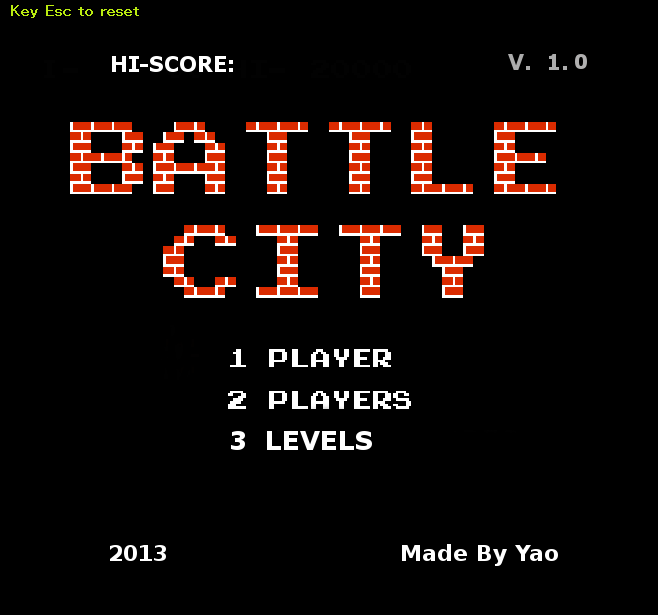 Key Esc to reset
HI-SCORE: V. 1.0
BATTLE
CITY
1 PLAYER
2 PLAYERS
3 LEVELS
2013 Made By Yao